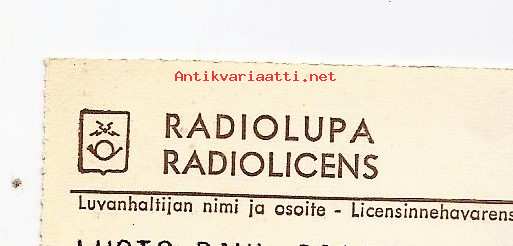 Antikvariaatti.net
RADIOLUPA
RADIOLICENS
Luvanhaltijan nimi ja osoite - Licensinnehavarens